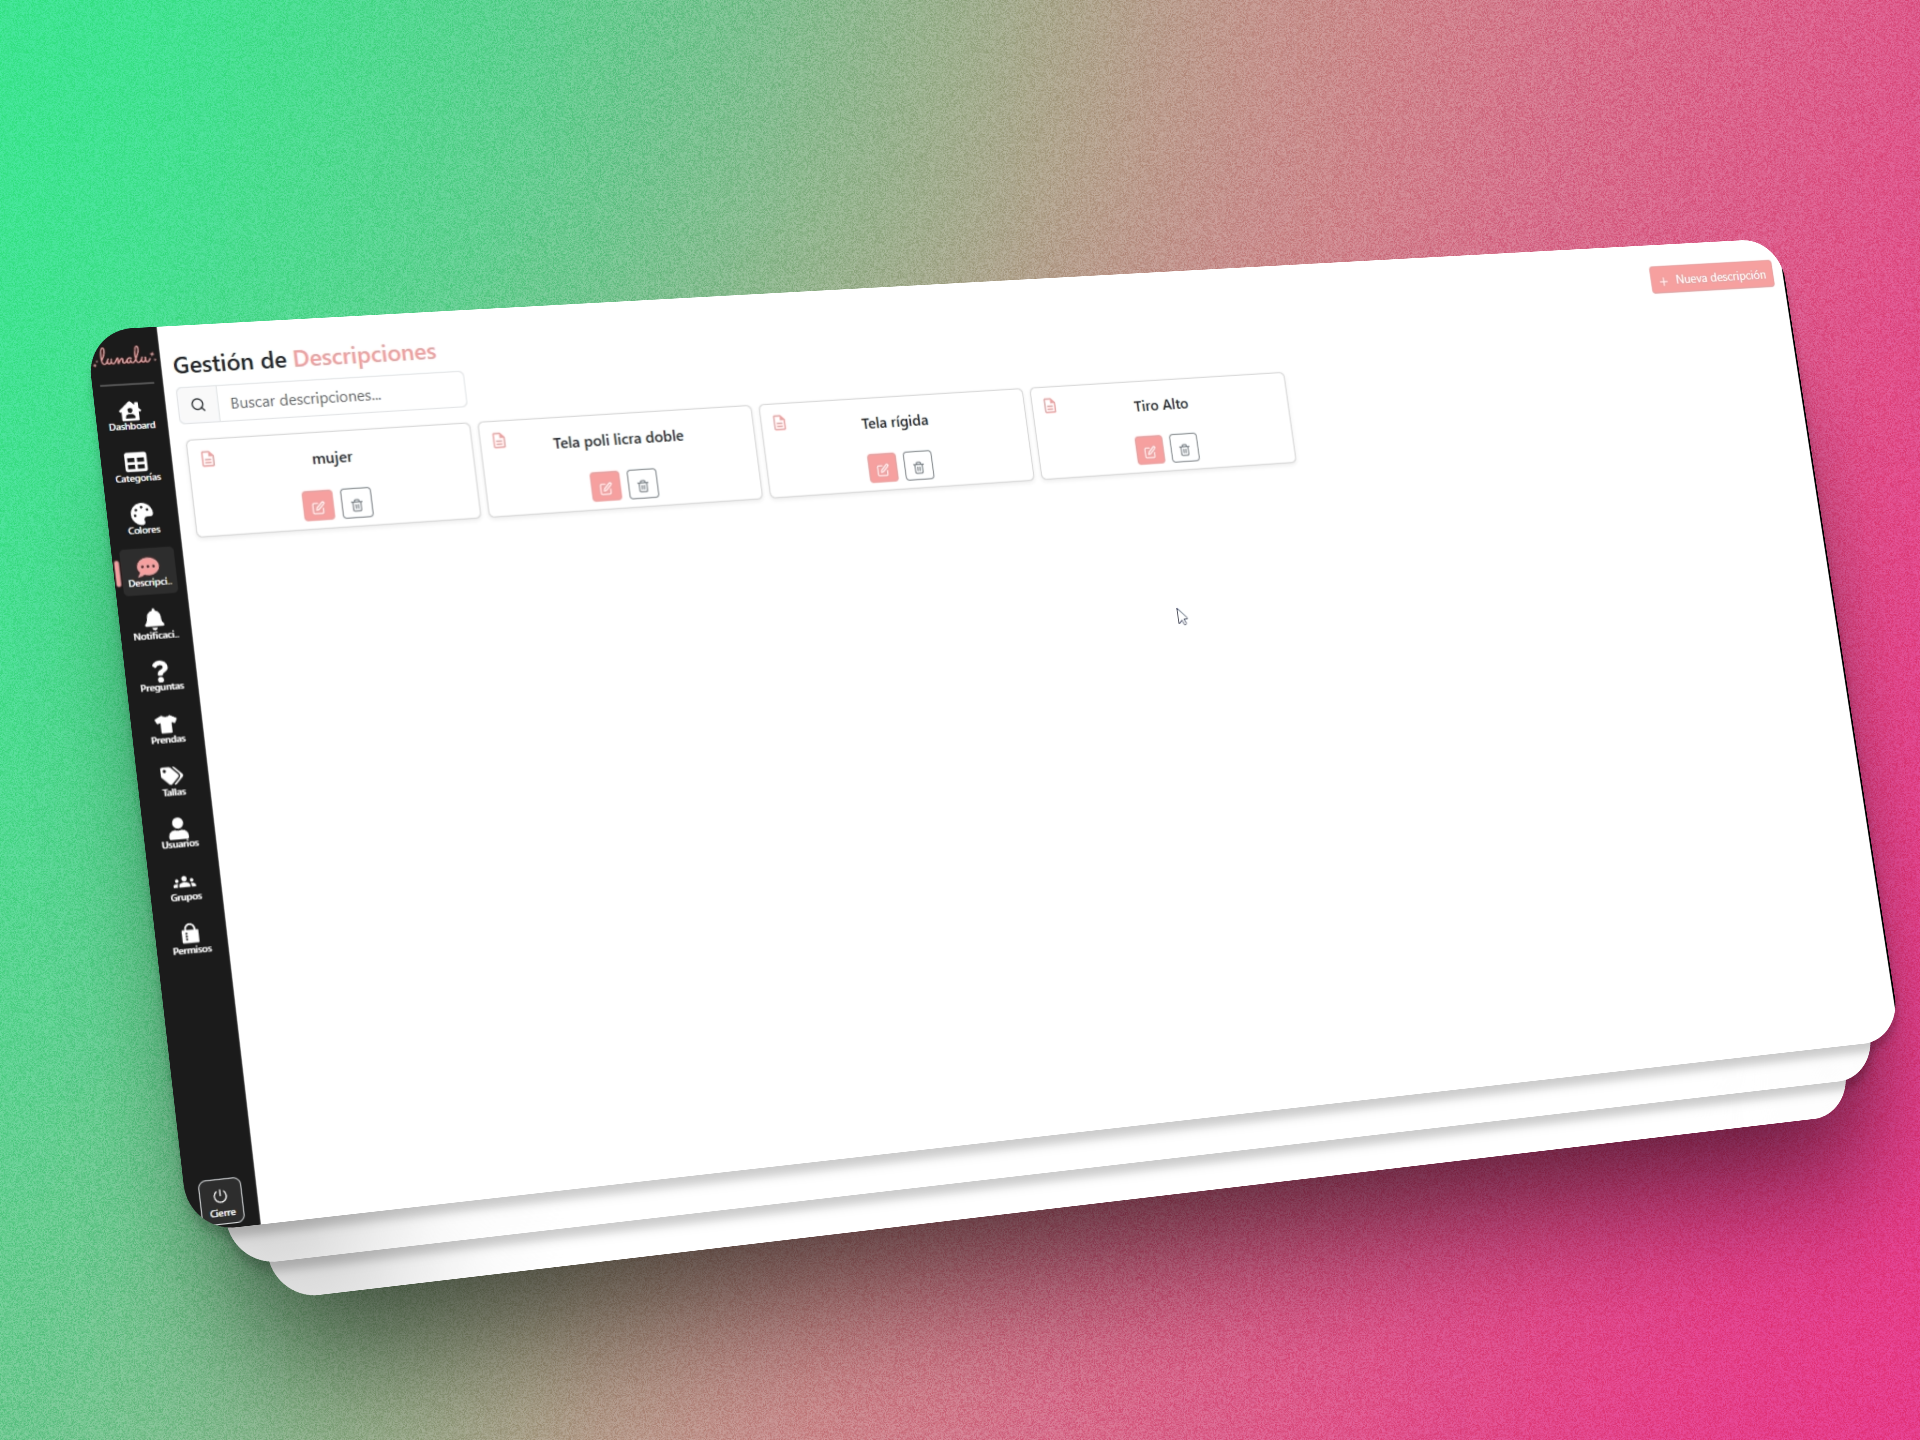 lunalu
Dashboard
Categorías
Colores
Descripci...
Notificaci...
Preguntas
Prendas
Tallas
Usuarios
Grupos
Permisos
Cierre
Nueva descripción
Gestión de Descripciones
Buscar descripciones...
mujer
Tela poli licra doble
Tela rígida
Tiro Alto